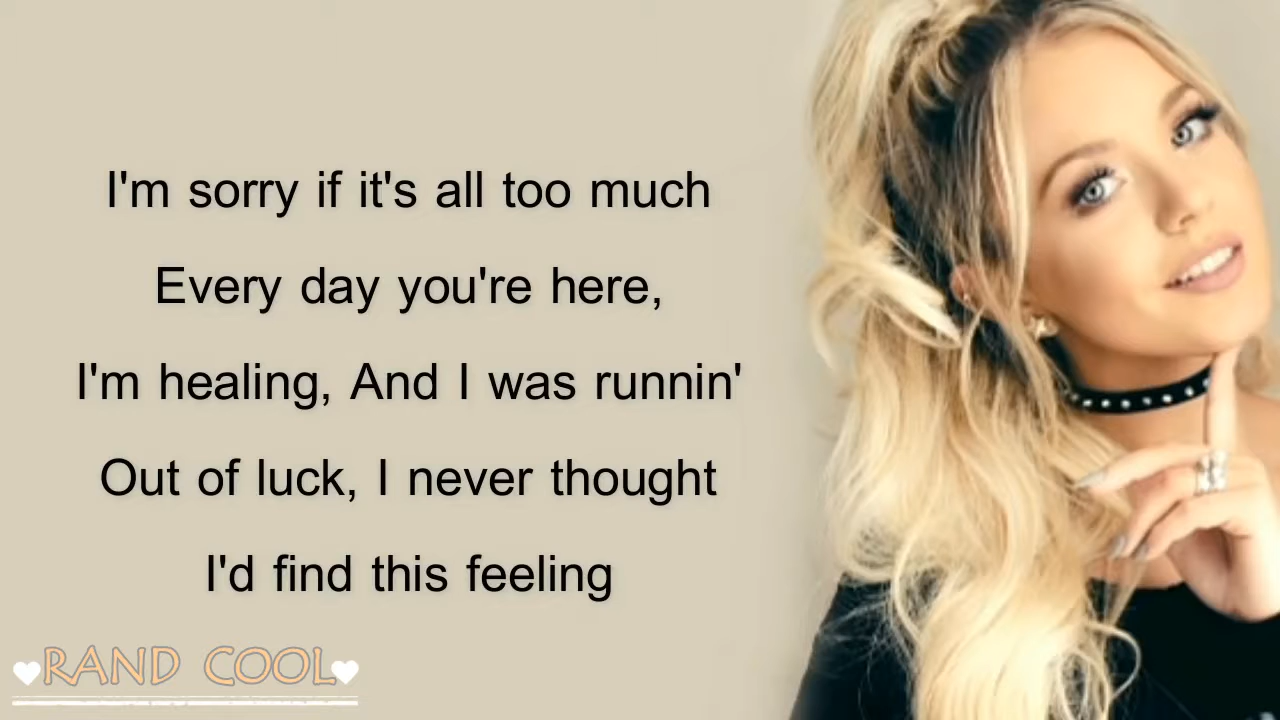 I'm sorry if it's all too much
Every day you're here,
I'm healing, And I was runnin'
Out of luck, I never thought
I'd find this feeling
RAND COOL